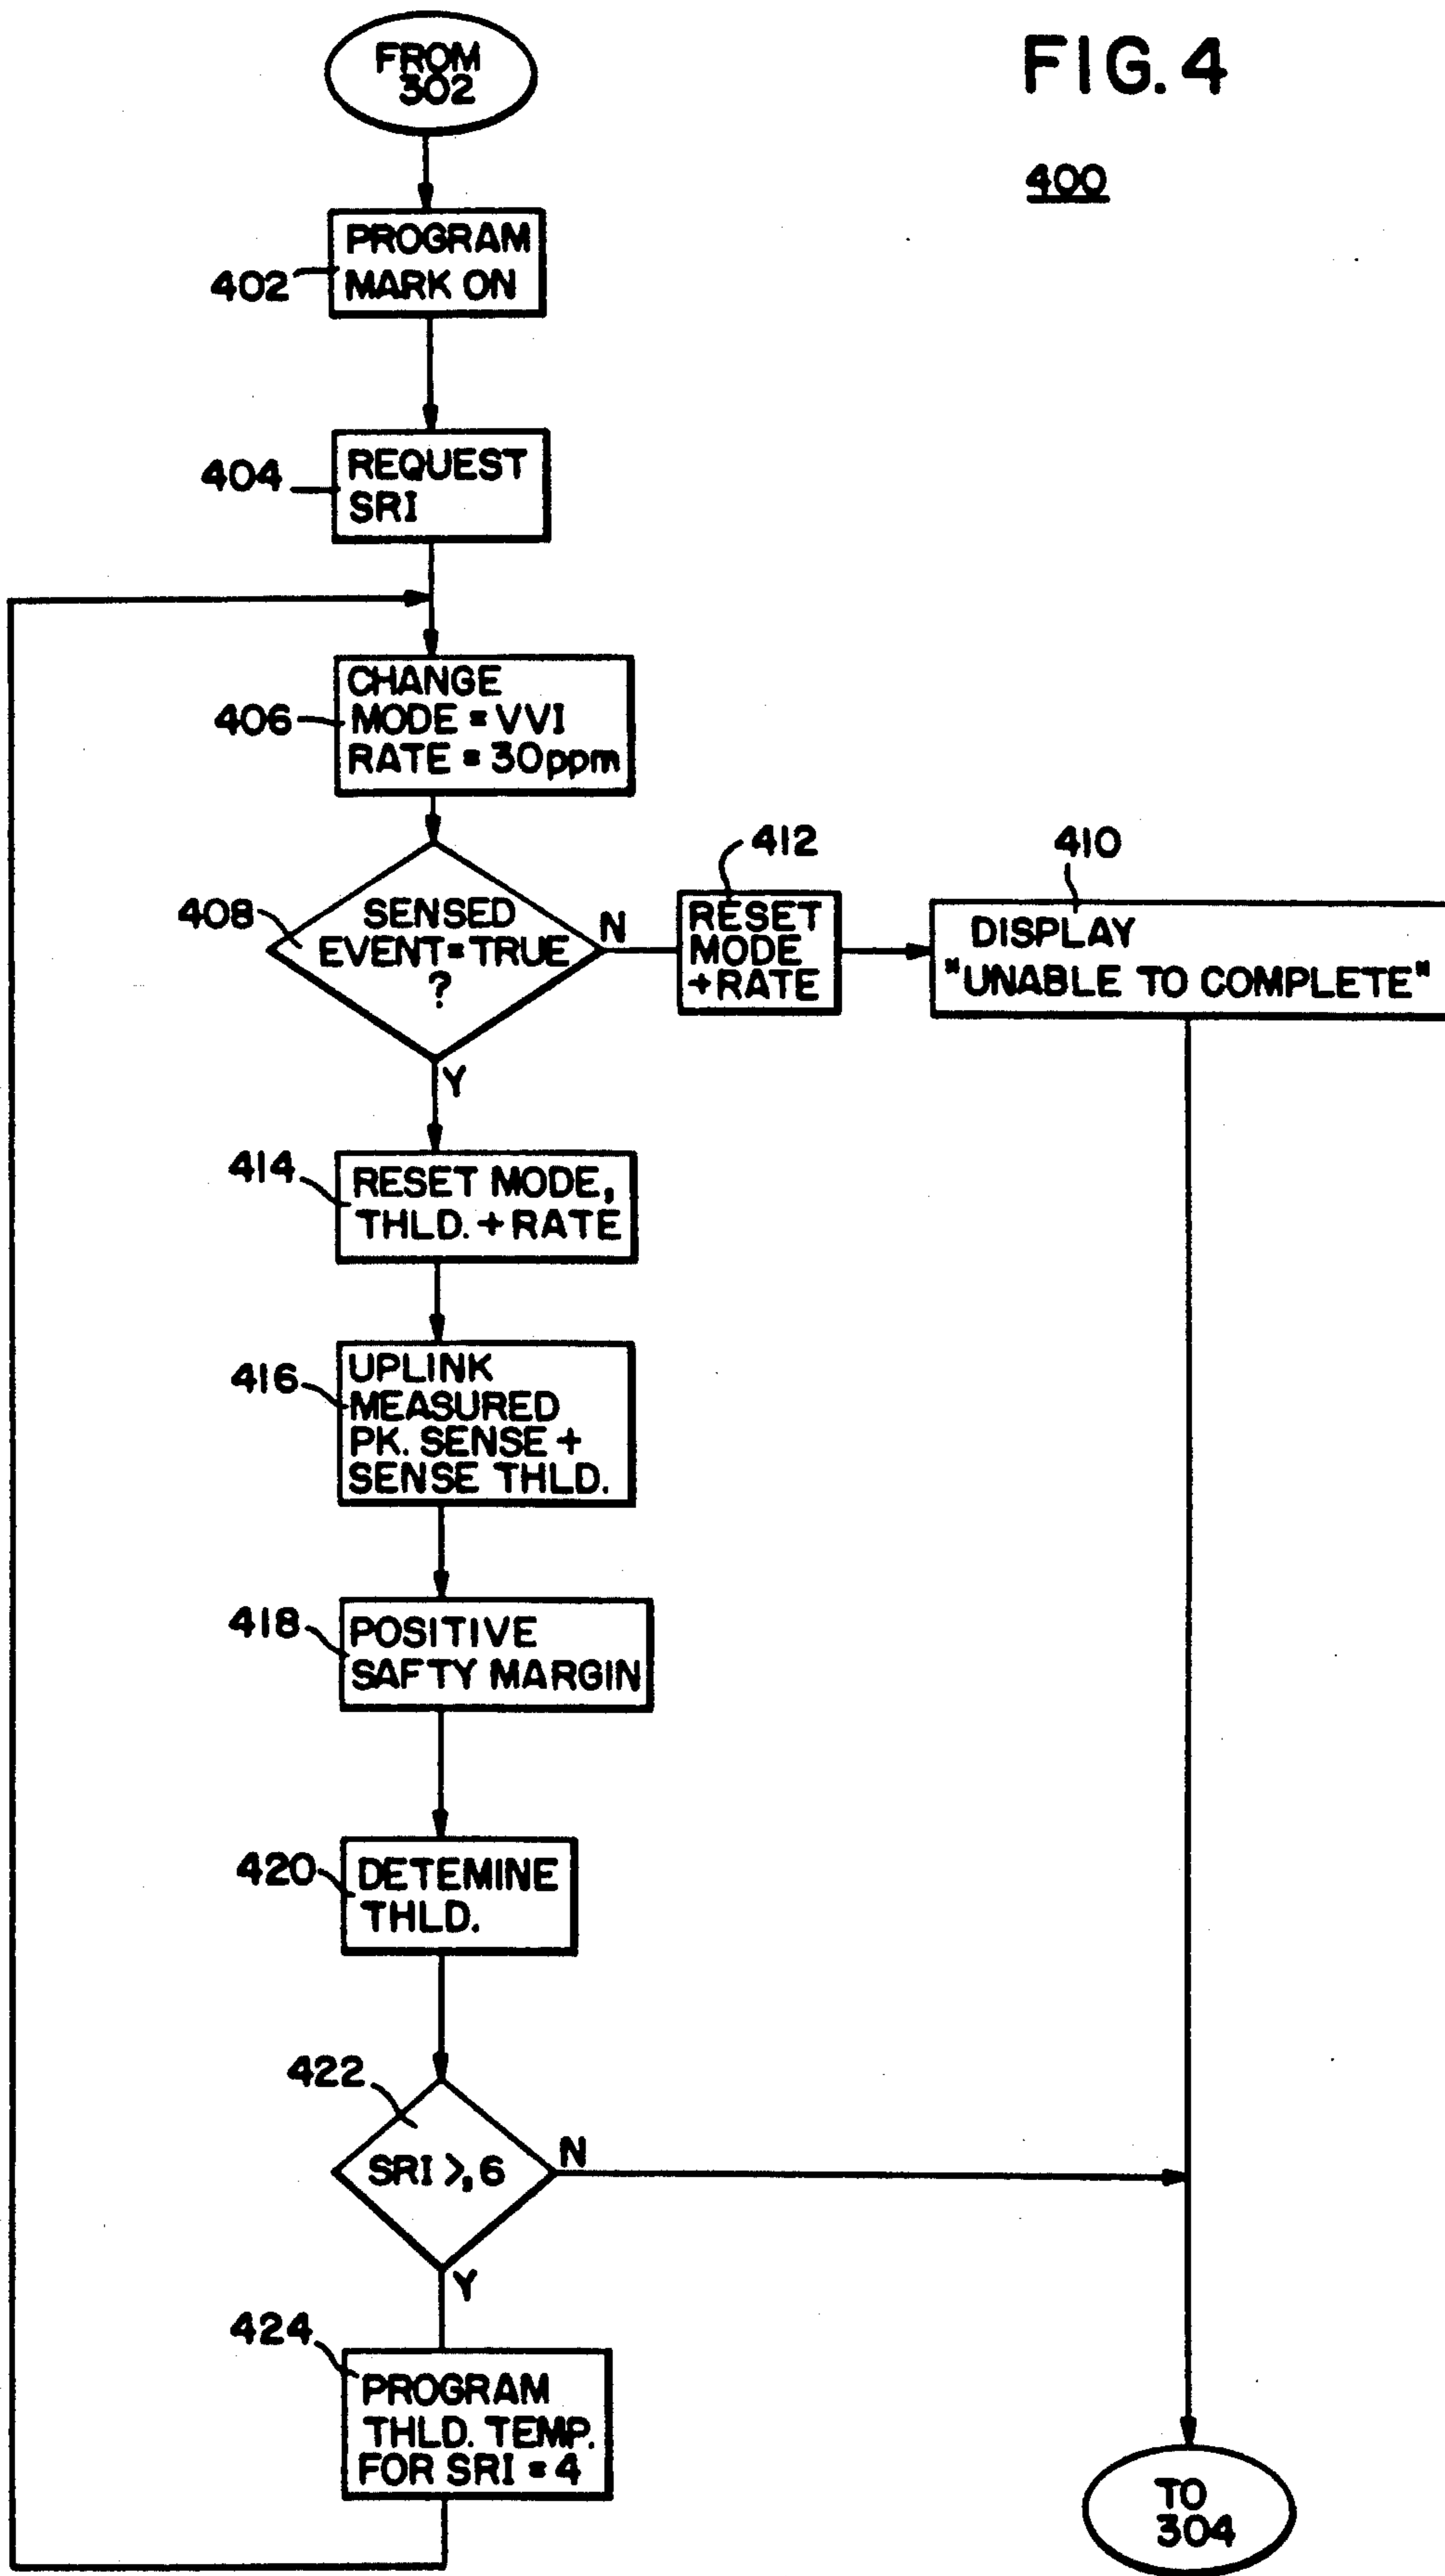 FIG. 4
400
FROM
302
402
PROGRAM
MARK ON
404
REQUEST
SRI
406
CHANGE
MODE = VVI
RATE = 30ppm
408
SENSED
EVENT = TRUE
?
N
Y
412
RESET
MODE
+RATE
410
DISPLAY
"UNABLE TO COMPLETE"
414
RESET MODE,
THLD. + RATE
416
UPLINK
MEASURED
PK. SENSE +
SENSE THLD.
418
POSITIVE
SAFTY MARGIN
420
DETEMINE
THLD.
422
SRI >, 6
N
Y
424
PROGRAM
THLD. TEMP.
FOR SRI = 4
TO
304